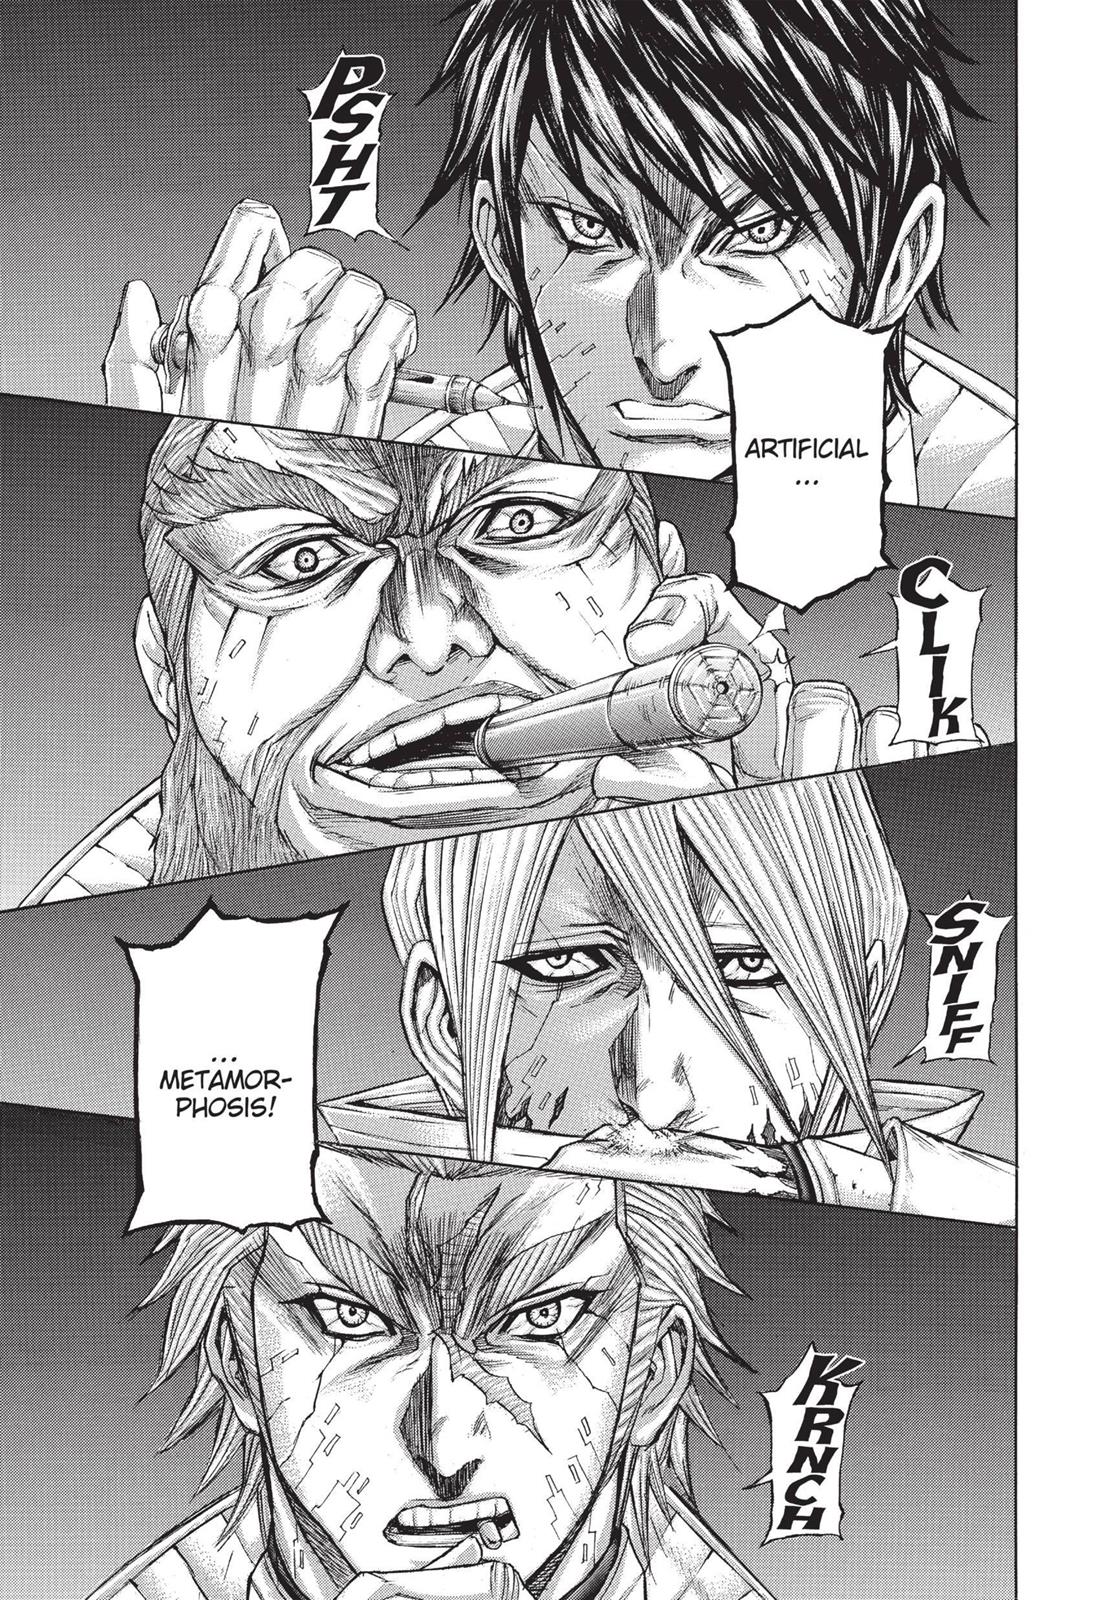 PSHT
ARTIFICIAL
...
CLIK
SNIFF
...
METAMOR-
PHOSIS!
KRNCH